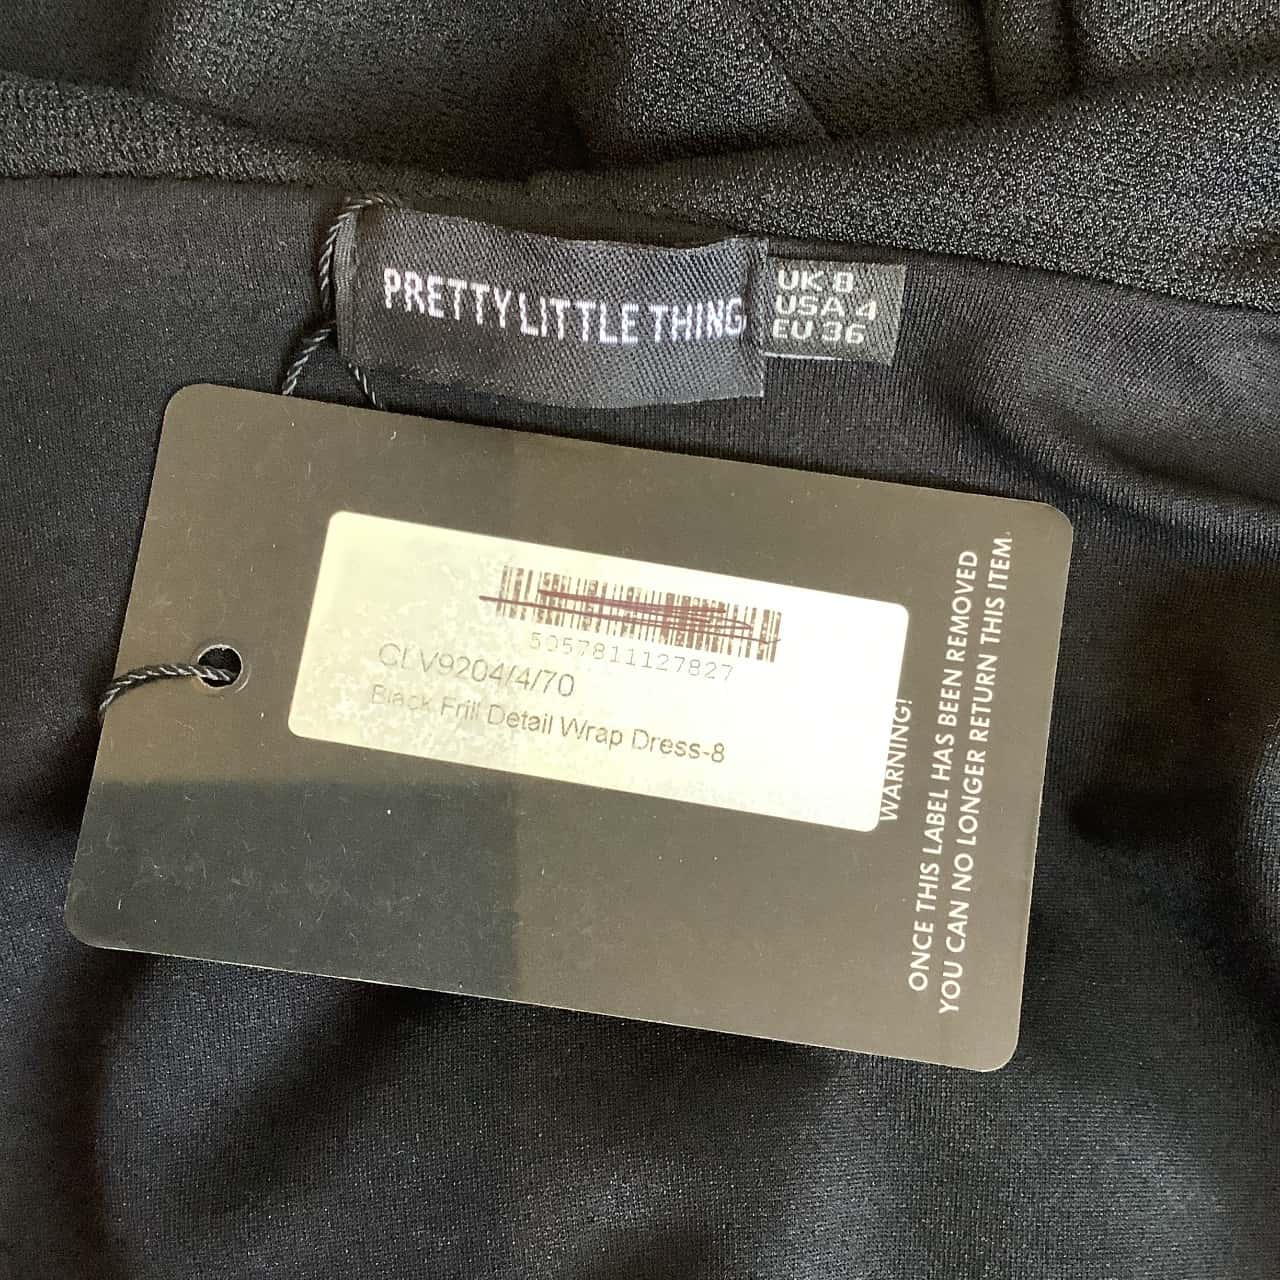 PRETTYLITTLETHING
UK 8
USA 4
EU 36
5057811127827
CLV9204/4/70
Black Frill Detail Wrap Dress-8
WARNING!
ONCE THIS LABEL HAS BEEN REMOVED
YOU CAN NO LONGER RETURN THIS ITEM.